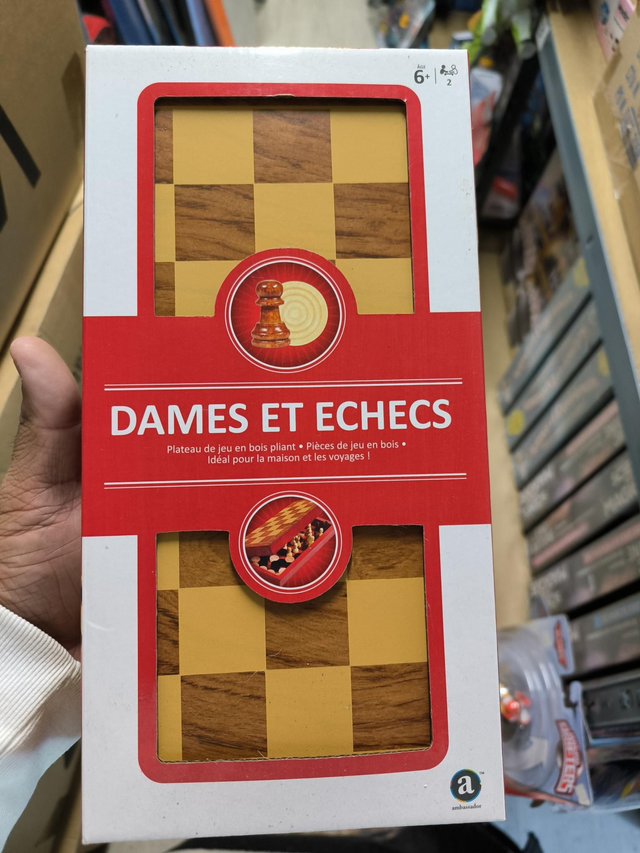 Age
6+
2
DAMES ET ECHECS
Plateau de jeu en bois pliant • Pièces de jeu en bois •
Idéal pour la maison et les voyages !
a
ambassador